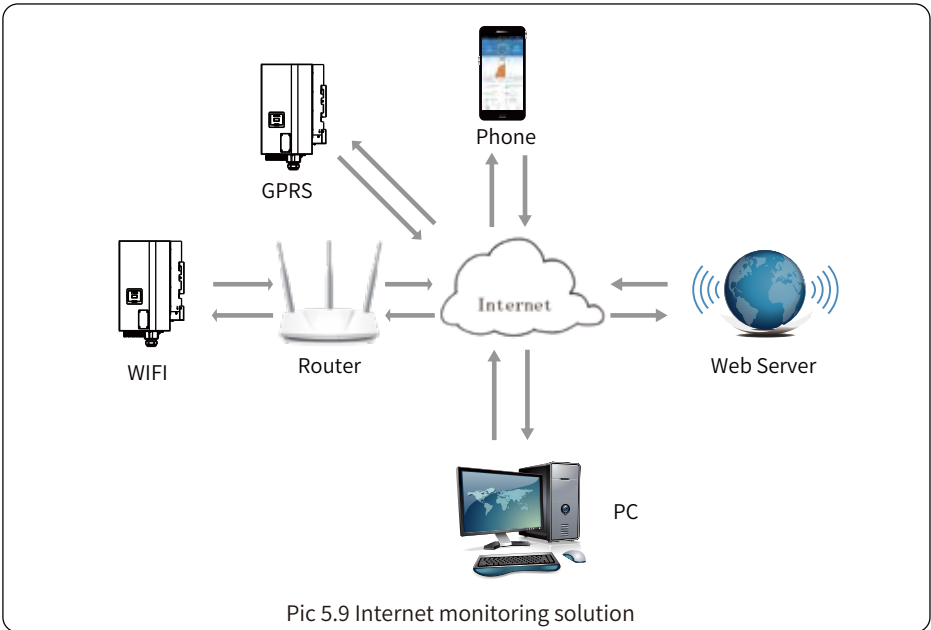 Phone
GPRS
Internet
WIFI
Router
Web Server
PC
Pic 5.9 Internet monitoring solution